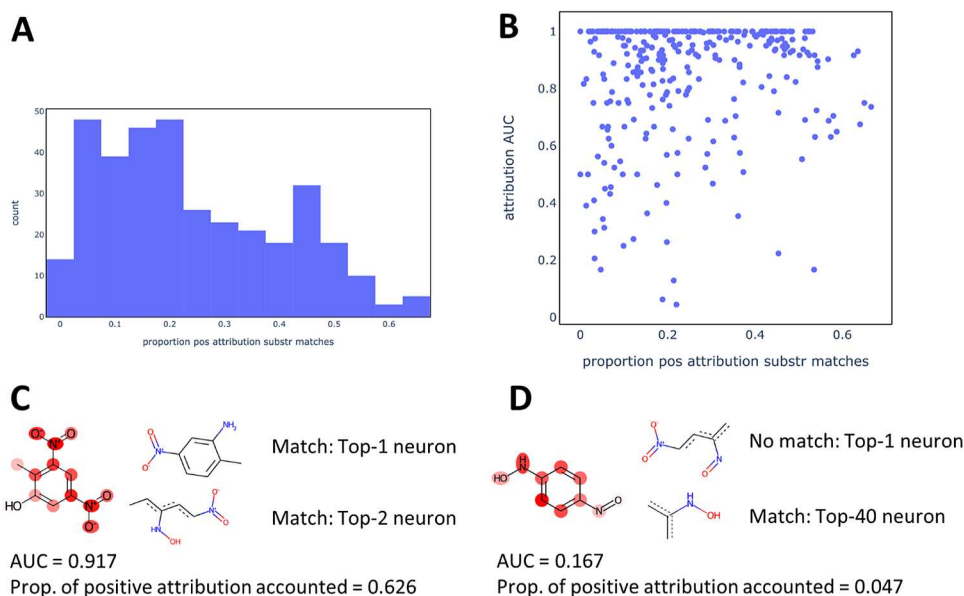 A
50
40
30
20
10
0
count
0
0.1
0.2
0.3
0.4
0.5
0.6
proportion pos attribution substr matches
B
1
0.8
0.6
0.4
0.2
0
attribution AUC
0
0.2
0.4
0.6
proportion pos attribution substr matches
C
O⁻
N⁺
O
HO
N⁺
O
O⁻
NH₂
O
N⁺
O⁻
Match: Top-1 neuron
O⁻
N⁺
O
HN
OH
Match: Top-2 neuron
AUC = 0.917
Prop. of positive attribution accounted = 0.626
D
H
N
HO
N
O
O⁻
N⁺
O
N
O
No match: Top-1 neuron
H
N
OH
Match: Top-40 neuron
AUC = 0.167
Prop. of positive attribution accounted = 0.047